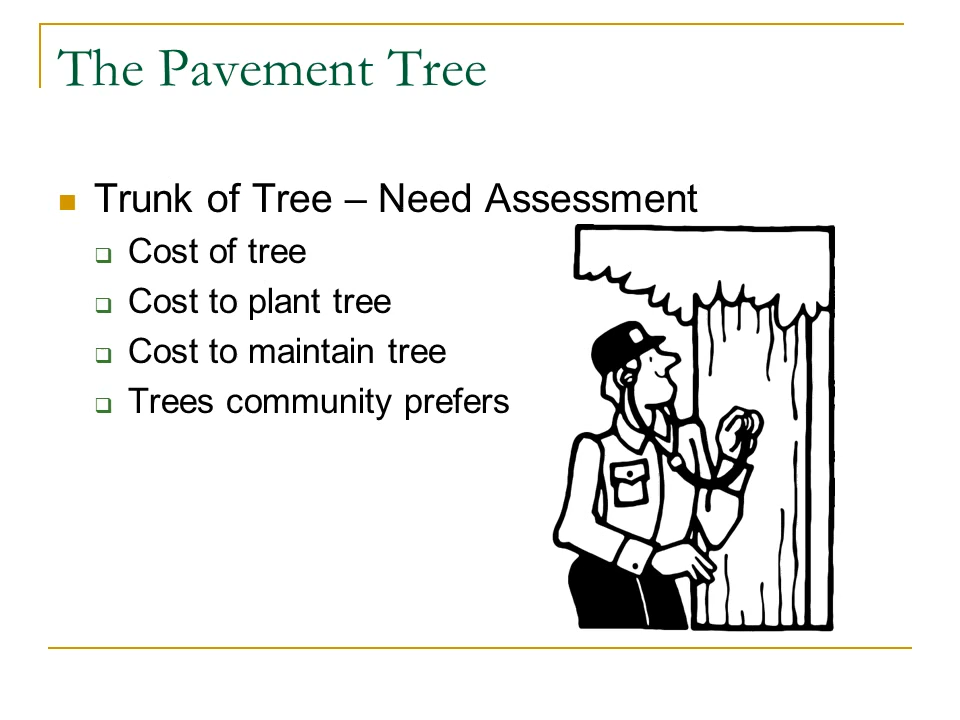 The Pavement Tree
Trunk of Tree – Need Assessment
Cost of tree
Cost to plant tree
Cost to maintain tree
Trees community prefers